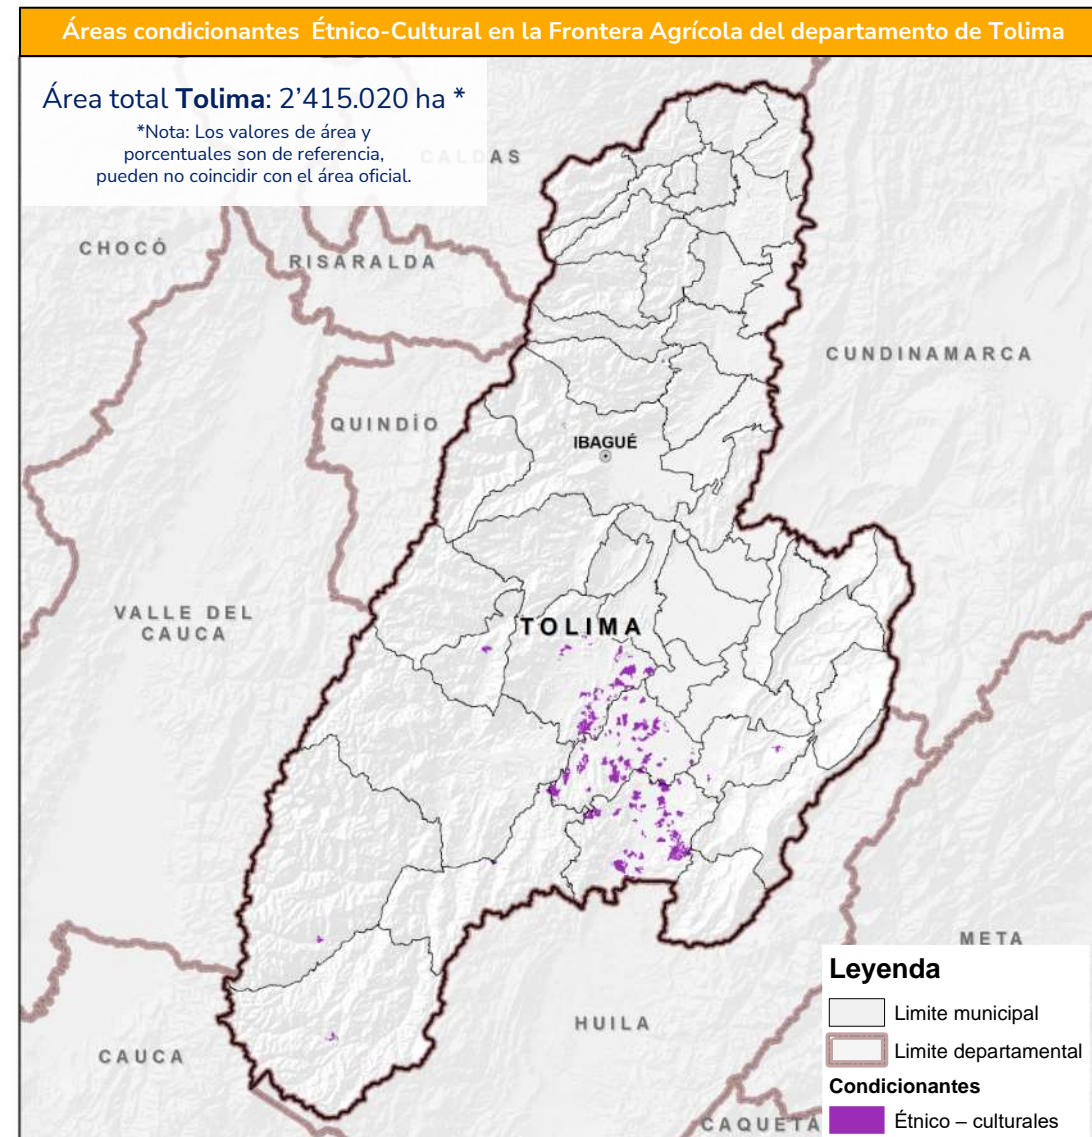 Áreas condicionantes Étnico-Cultural en la Frontera Agrícola del departamento de Tolima
Área total Tolima: 2’415.020 ha *
*Nota: Los valores de área y
porcentuales son de referencia,
pueden no coincidir con el área oficial.
CALDAS
CHOCÓ
RISARALDA
CUNDINAMARCA
QUINDÍO
IBAGUÉ
VALLE DEL
CAUCA
TOLIMA
META
HUILA
CAUCA
CAQUETÁ
Leyenda
Limite municipal
Limite departamental
Condicionantes
Étnico – culturales